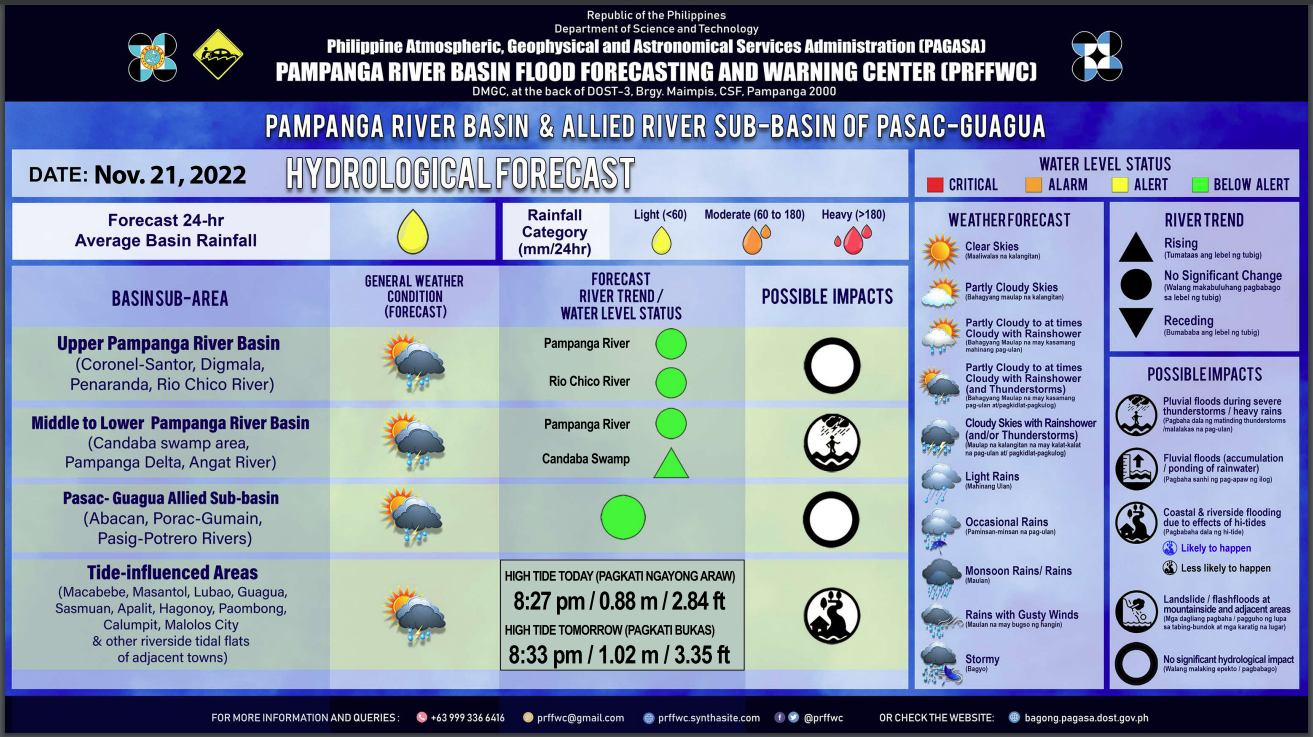 Republic of the Philippines
Department of Science and Technology
Philippine Atmospheric, Geophysical and Astronomical Services Administration (PAGASA)
PAMPANGA RIVER BASIN FLOOD FORECASTING AND WARNING CENTER (PRFFWC)
DMGC, at the back of DOST-3, Brgy. Maimpis, CSF, Pampanga 2000
PAMPANGA RIVER BASIN & ALLIED RIVER SUB-BASIN OF PASAC-GUAGUA
DATE: Nov. 21, 2022
HYDROLOGICAL FORECAST
Forecast 24-hr
Average Basin Rainfall
Rainfall
Category
(mm/24hr)
Light (<60)
Moderate (60 to 180)
Heavy (>180)
BASIN SUB-AREA
GENERAL WEATHER
CONDITION
(FORECAST)
FORECAST
RIVER TREND /
WATER LEVEL STATUS
POSSIBLE IMPACTS
Upper Pampanga River Basin
(Coronel-Santor, Digmala,
Penaranda, Rio Chico River)
Pampanga River
Rio Chico River
Middle to Lower Pampanga River Basin
(Candaba swamp area,
Pampanga Delta, Angat River)
Pampanga River
Candaba Swamp
Pasac- Guagua Allied Sub-basin
(Abacan, Porac-Gumain,
Pasig-Potrero Rivers)
Tide-influenced Areas
(Macabebe, Masantol, Lubao, Guagua,
Sasmuan, Apalit, Hagonoy, Paombong,
Calumpit, Malolos City
& other riverside tidal flats
of adjacent towns)
HIGH TIDE TODAY (PAGKATI NGAYONG ARAW)
8:27 pm / 0.88 m / 2.84 ft
HIGH TIDE TOMORROW (PAGKATI BUKAS)
8:33 pm / 1.02 m / 3.35 ft
WATER LEVEL STATUS
CRITICAL
ALARM
ALERT
BELOW ALERT
WEATHER FORECAST
Clear Skies
(Maaliwalas na kalangitan)
Partly Cloudy Skies
(Bahagyang maulap na kalangitan)
Partly Cloudy to at times
Cloudy with Rainshower
(Bahagyang Maulap na may kasamang
mahinang pag-ulan)
Partly Cloudy to at times
Cloudy with Rainshower
(and Thunderstorms)
(Bahagyang Maulap na may kasamang
pag-ulan at/pagkidlat-pagkulog)
Cloudy Skies with Rainshower
(and/or Thunderstorms)
(Maulap na kalangitan na may kalat-kalat
na pag-ulan at/ pagkidlat-pagkulog)
Light Rains
(Mahinang Ulan)
Occasional Rains
(Paminsan-minsan na pag-ulan)
Monsoon Rains/ Rains
(Maulan)
Rains with Gusty Winds
(Maulan na may bugso ng hangin)
Stormy
(Bagyo)
RIVER TREND
Rising
(Tumataas ang lebel ng tubig)
No Significant Change
(Walang makabuluhang pagbabago
sa lebel ng tubig)
Receding
(Bumababa ang lebel ng tubig)
POSSIBLE IMPACTS
Pluvial floods during severe
thunderstorms / heavy rains
(Pagbaha dala ng matinding thunderstorms
/malalakas na pag-ulan)
Fluvial floods (accumulation
/ ponding of rainwater)
(Pagbaha sanhi ng pag-apaw ng ilog)
Coastal & riverside flooding
due to effects of hi-tides
(Pagbabaha dala ng hi-tide)
Likely to happen
Less likely to happen
Landslide / flashfloods at
mountainside and adjacent areas
(Mga dagliang pagbaha / pagguho ng lupa
sa tabing-bundok at mga karatig na lugar)
No significant hydrological impact
(Walang malaking epekto / pagbabago)
FOR MORE INFORMATION AND QUERIES :
+63 999 336 6416
prffwc@gmail.com
prffwc.synthasite.com
@prffwc
OR CHECK THE WEBSITE:
bagong.pagasa.dost.gov.ph